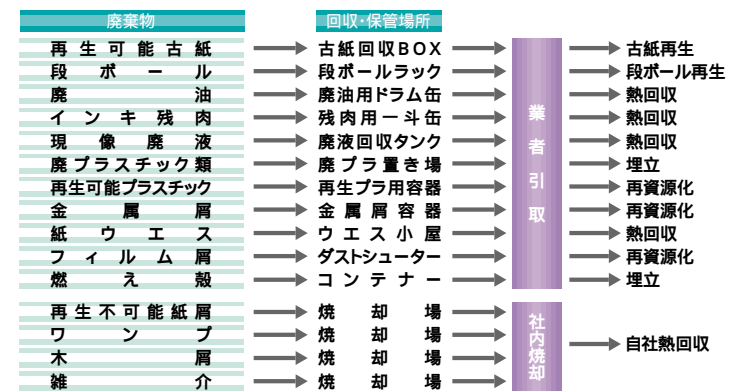 廃棄物 回収・保管場所
再生可能古紙 古紙回収BOX 古紙再生
段ボール 段ボールラック 段ボール再生
廃油 廃油用ドラム缶 熱回収
インキ残肉 残肉用一斗缶 熱回収
現像廃液 廃液回収タンク 熱回収
廃プラスチック類 廃プラ置き場 埋立
再生可能プラスチック 再生プラ用容器 再資源化
金属屑 金属屑容器 再資源化
紙ウエス ウエス小屋 熱回収
フィルム屑 ダストシューター 再資源化
燃え殻 コンテナー 埋立
業者引取
再生不可能紙屑 焼却場
ワンプ 焼却場
木屑 焼却場
雑介 焼却場
社内焼却
自社熱回収